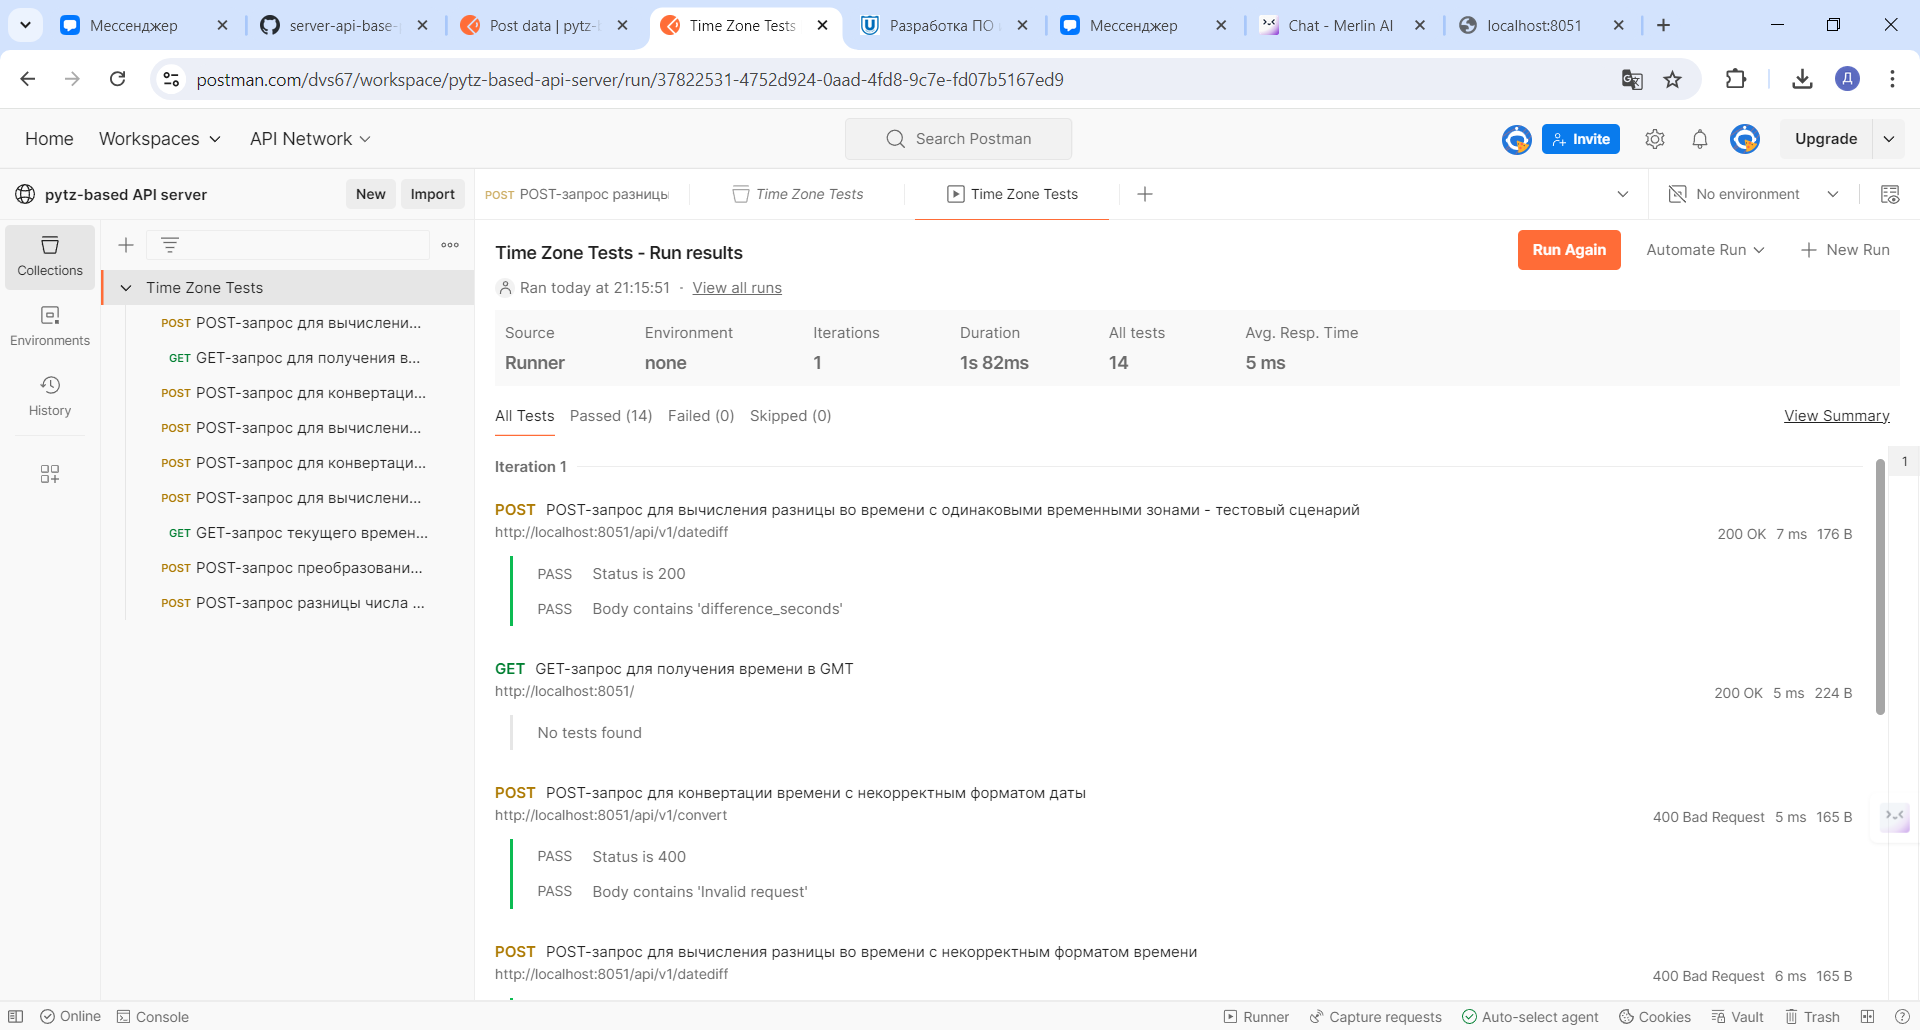 Мессенджер
server-api-base-
Post data | pytz-
Time Zone Tests
Разработка ПО
Мессенджер
Chat - Merlin AI
localhost:8051
postman.com/dvs67/workspace/pytz-based-api-server/run/37822531-4752d924-0aad-4fd8-9c7e-fd07b5167ed9
Д
Home
Workspaces
API Network
Search Postman
Invite
Upgrade
pytz-based API server
New
Import
POST POST-запрос разницы
Time Zone Tests
Time Zone Tests
No environment
Collections
Environments
History
Time Zone Tests
POST POST-запрос для вычислени...
GET GET-запрос для получения в...
POST POST-запрос для конвертаци...
POST POST-запрос для вычислени...
POST POST-запрос для конвертаци...
POST POST-запрос для вычислени...
GET GET-запрос текущего времен...
POST POST-запрос преобразовани...
POST POST-запрос разницы числа ...
Time Zone Tests - Run results
Run Again
Automate Run
New Run
Ran today at 21:15:51 · View all runs
Source Environment Iterations Duration All tests Avg. Resp. Time
Runner none 1 1s 82ms 14 5 ms
All Tests Passed (14) Failed (0) Skipped (0) View Summary
Iteration 1
1
POST POST-запрос для вычисления разницы во времени с одинаковыми временными зонами - тестовый сценарий
http://localhost:8051/api/v1/datediff
200 OK 7 ms 176 B
PASS Status is 200
PASS Body contains 'difference_seconds'
GET GET-запрос для получения времени в GMT
http://localhost:8051/
200 OK 5 ms 224 B
No tests found
POST POST-запрос для конвертации времени с некорректным форматом даты
http://localhost:8051/api/v1/convert
400 Bad Request 5 ms 165 B
PASS Status is 400
PASS Body contains 'Invalid request'
POST POST-запрос для вычисления разницы во времени с некорректным форматом времени
http://localhost:8051/api/v1/datediff
400 Bad Request 6 ms 165 B
Online
Console
Runner
Capture requests
Auto-select agent
Cookies
Vault
Trash